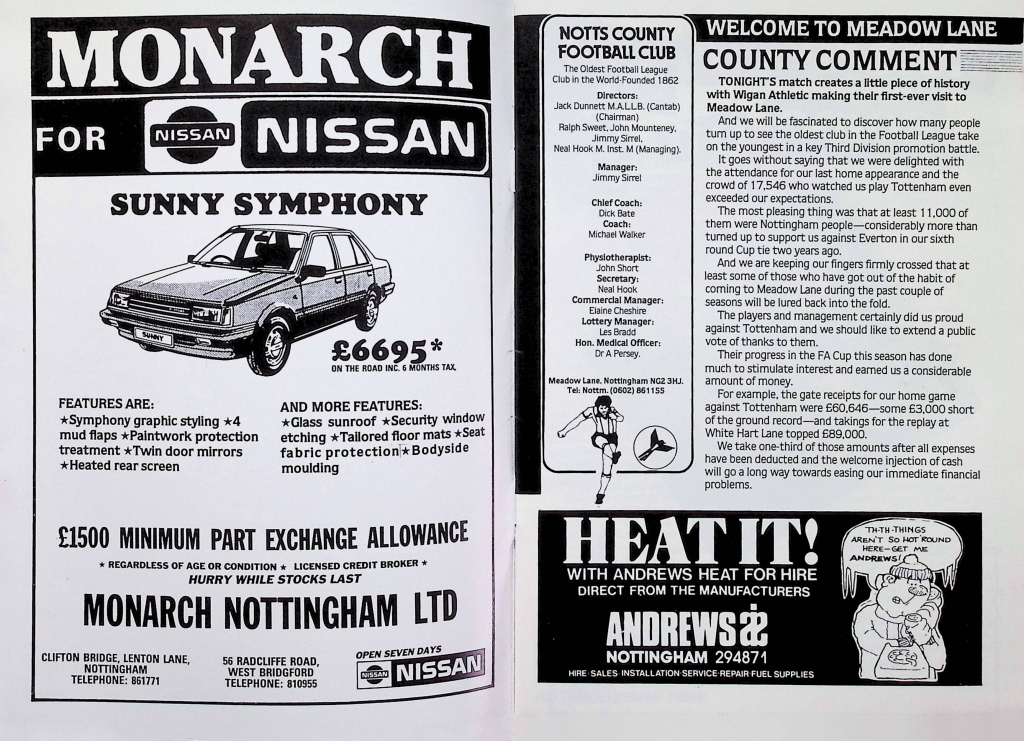 MONARCH
FOR
NISSAN
NISSAN
SUNNY SYMPHONY
SUNNY
£6695*
ON THE ROAD INC. 6 MONTHS TAX.
FEATURES ARE:
★Symphony graphic styling ★4
mud flaps ★Paintwork protection
treatment ★Twin door mirrors
★Heated rear screen
AND MORE FEATURES:
★Glass sunroof ★Security window
etching ★Tailored floor mats ★Seat
fabric protection ★Bodyside
moulding
£1500 MINIMUM PART EXCHANGE ALLOWANCE
★ REGARDLESS OF AGE OR CONDITION ★ LICENSED CREDIT BROKER ★
HURRY WHILE STOCKS LAST
MONARCH NOTTINGHAM LTD
CLIFTON BRIDGE, LENTON LANE,
NOTTINGHAM
TELEPHONE: 861771
56 RADCLIFFE ROAD,
WEST BRIDGFORD
TELEPHONE: 810955
OPEN SEVEN DAYS
NISSAN
NISSAN
NOTTS COUNTY
FOOTBALL CLUB
The Oldest Football League
Club in the World-Founded 1862
Directors:
Jack Dunnett M.A.L.L.B. (Cantab)
(Chairman)
Ralph Sweet, John Mounteney,
Jimmy Sirrel,
Neal Hook M. Inst. M (Managing).
Manager:
Jimmy Sirrel
Chief Coach:
Dick Bate
Coach:
Michael Walker
Physiotherapist:
John Short
Secretary:
Neal Hook
Commercial Manager:
Elaine Cheshire
Lottery Manager:
Les Bradd
Hon. Medical Officer:
Dr A Persey.
Meadow Lane. Nottingham NG2 3HJ.
Tel: Nottm. (0602) 861155
WELCOME TO MEADOW LANE
COUNTY COMMENT
TONIGHT'S match creates a little piece of history
with Wigan Athletic making their first-ever visit to
Meadow Lane.
And we will be fascinated to discover how many people
turn up to see the oldest club in the Football League take
on the youngest in a key Third Division promotion battle.
It goes without saying that we were delighted with
the attendance for our last home appearance and the
crowd of 17,546 who watched us play Tottenham even
exceeded our expectations.
The most pleasing thing was that at least 11,000 of
them were Nottingham people—considerably more than
turned up to support us against Everton in our sixth
round Cup tie two years ago.
And we are keeping our fingers firmly crossed that at
least some of those who have got out of the habit of
coming to Meadow Lane during the past couple of
seasons will be lured back into the fold.
The players and management certainly did us proud
against Tottenham and we should like to extend a public
vote of thanks to them.
Their progress in the FA Cup this season has done
much to stimulate interest and earned us a considerable
amount of money.
For example, the gate receipts for our home game
against Tottenham were £60,646—some £3,000 short
of the ground record—and takings for the replay at
White Hart Lane topped £89,000.
We take one-third of those amounts after all expenses
have been deducted and the welcome injection of cash
will go a long way towards easing our immediate financial
problems.
HEAT IT!
WITH ANDREWS HEAT FOR HIRE
DIRECT FROM THE MANUFACTURERS
ANDREWS
NOTTINGHAM 294871
HIRE·SALES INSTALLATION·SERVICE·REPAIR·FUEL SUPPLIES
TH-TH-THINGS
AREN'T SO HOT 'ROUND
HERE-GET ME
ANDREWS!